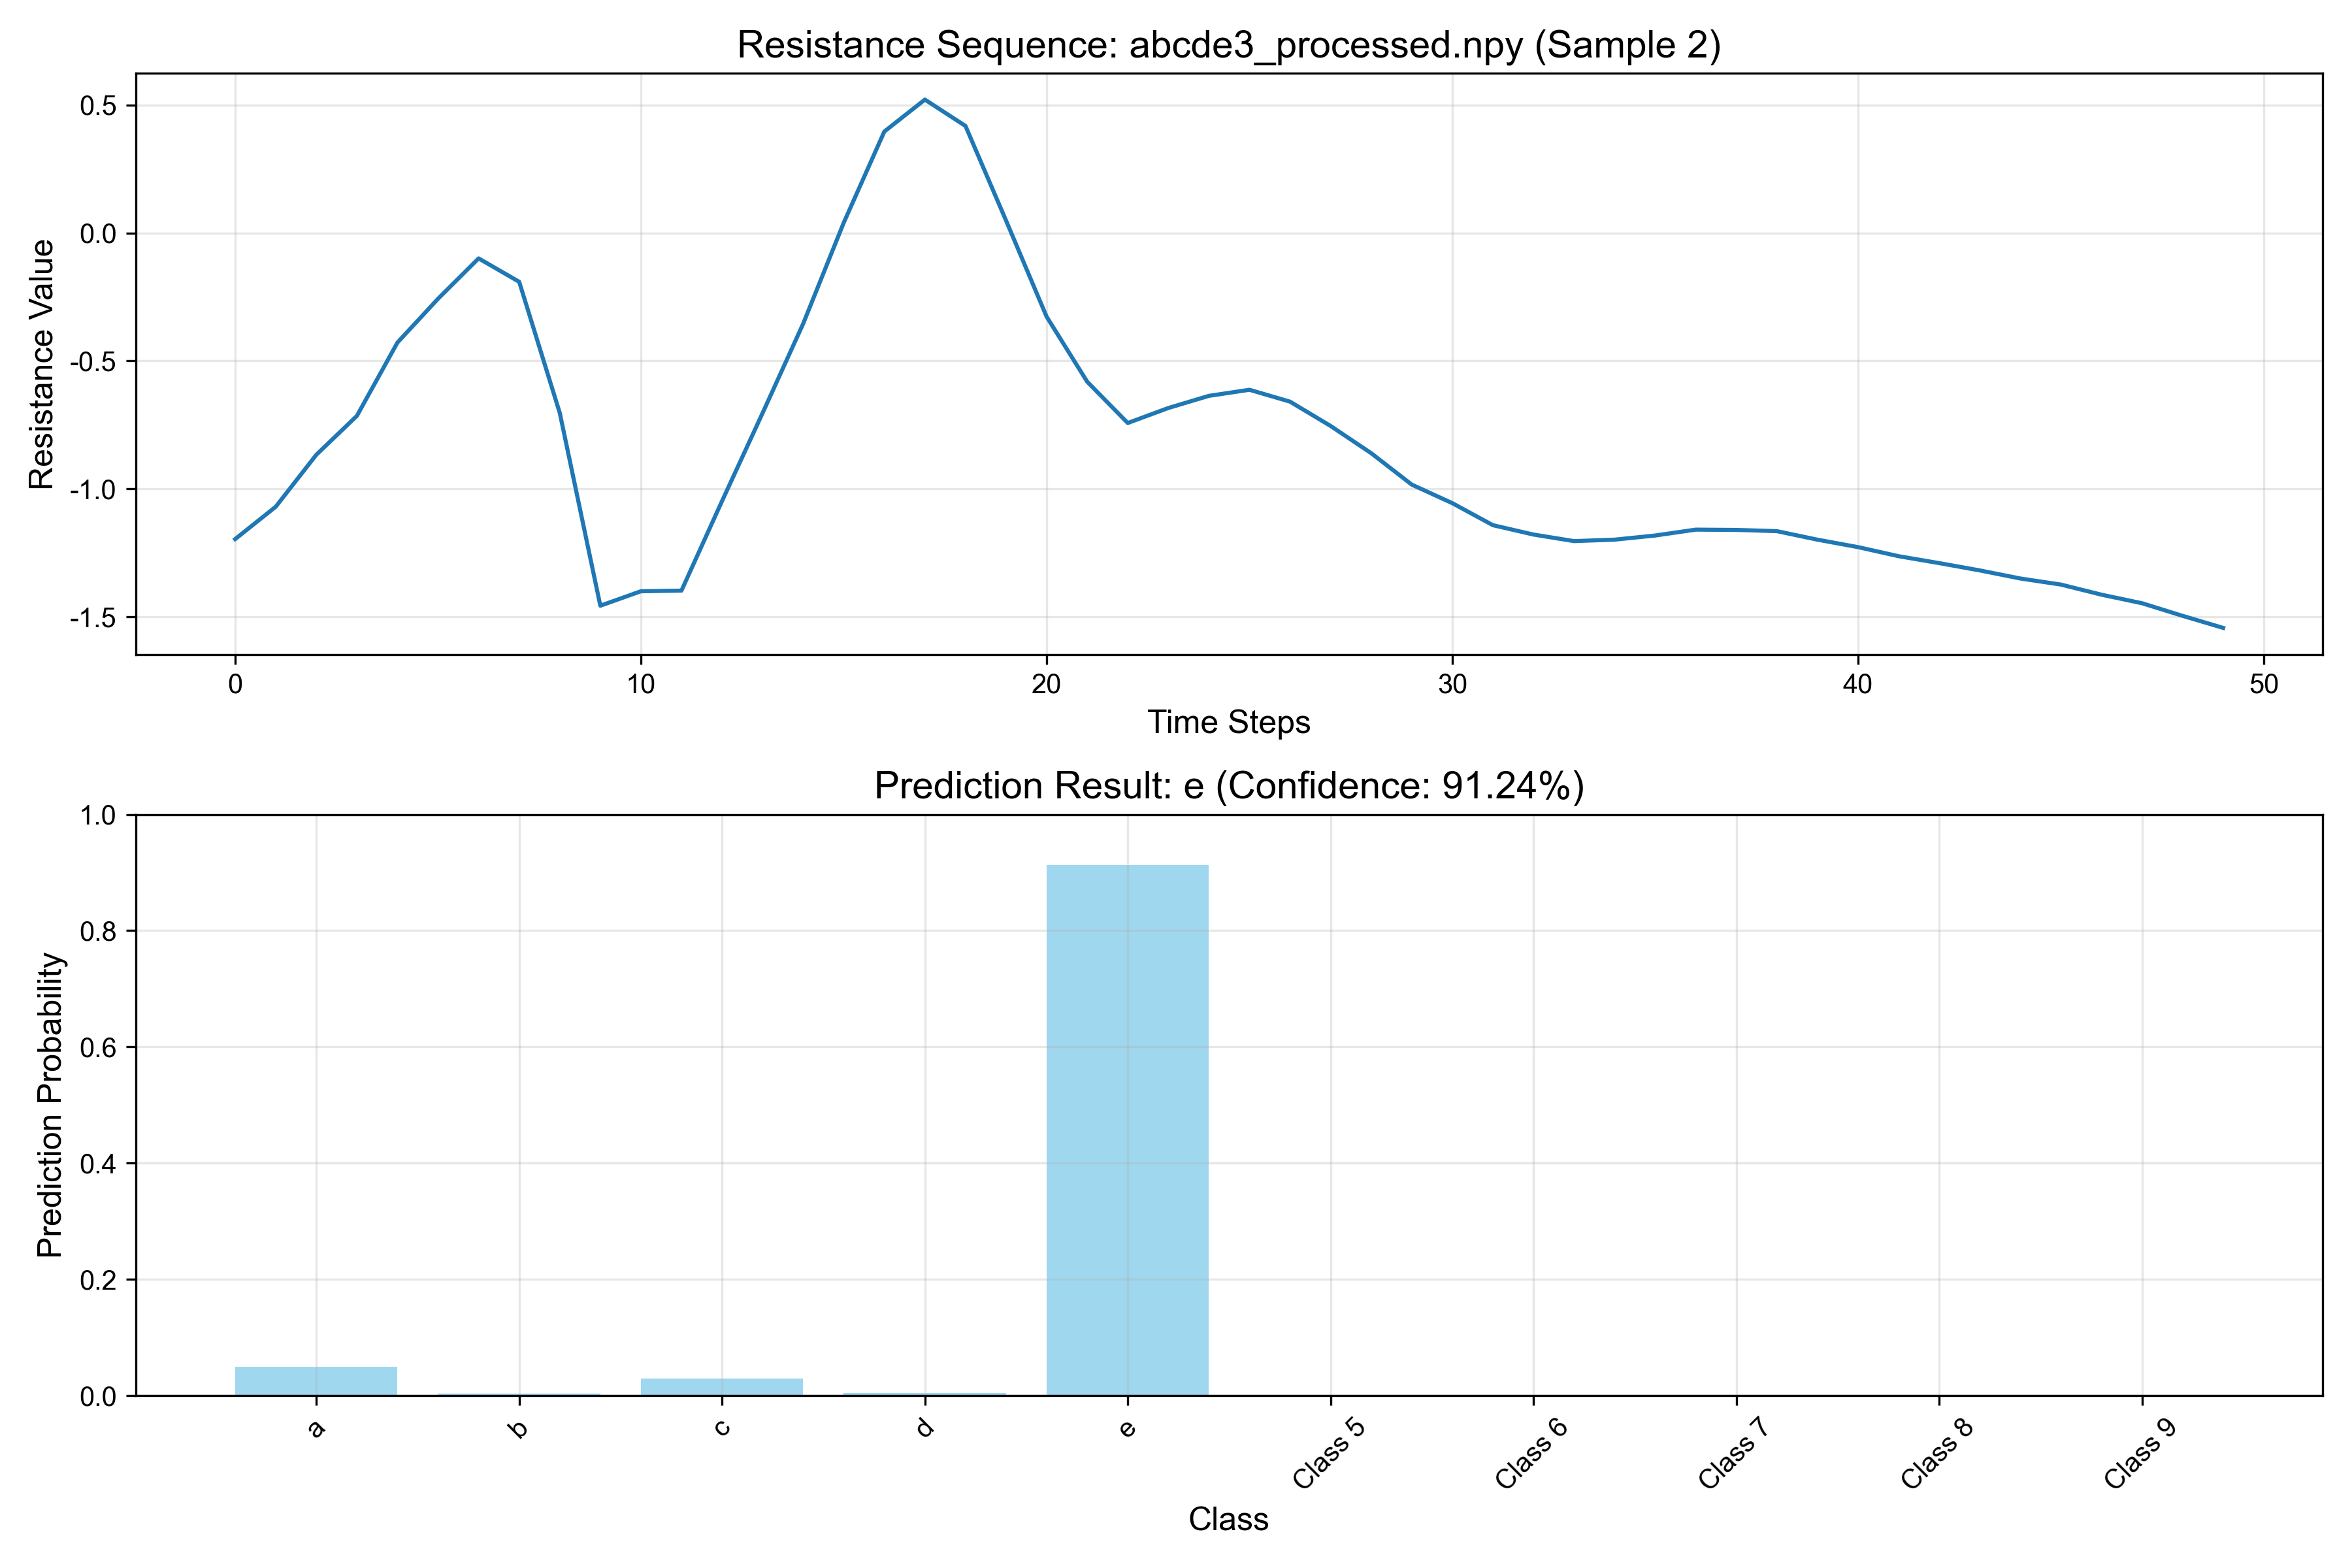 Resistance Sequence: abcde3_processed.npy (Sample 2)
Resistance Value
0.5
0.0
-0.5
-1.0
-1.5
0 10 20 30 40 50
Time Steps
Prediction Result: e (Confidence: 91.24%)
Prediction Probability
1.0
0.8
0.6
0.4
0.2
0.0
a b c d e Class 5 Class 6 Class 7 Class 8 Class 9
Class